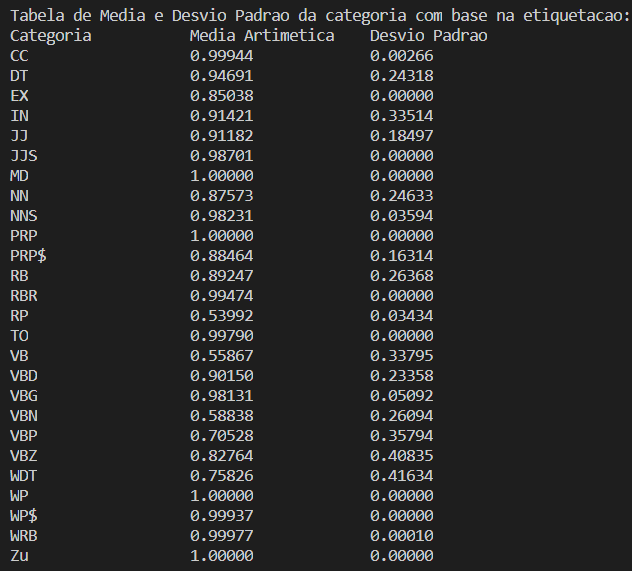 Tabela de Media e Desvio Padrao da categoria com base na etiquetacao:
Categoria Media Artimetica Desvio Padrao
CC 0.99944 0.00266
DT 0.94691 0.24318
EX 0.85038 0.00000
IN 0.91421 0.33514
JJ 0.91182 0.18497
JJS 0.98701 0.00000
MD 1.00000 0.00000
NN 0.87573 0.24633
NNS 0.98231 0.03594
PRP 1.00000 0.00000
PRP$ 0.88464 0.16314
RB 0.89247 0.26368
RBR 0.99474 0.00000
RP 0.53992 0.03434
TO 0.99790 0.00000
VB 0.55867 0.33795
VBD 0.90150 0.23358
VBG 0.98131 0.05092
VBN 0.58838 0.26094
VBP 0.70528 0.35794
VBZ 0.82764 0.40835
WDT 0.75826 0.41634
WP 1.00000 0.00000
WP$ 0.99937 0.00000
WRB 0.99977 0.00010
Zu 1.00000 0.00000